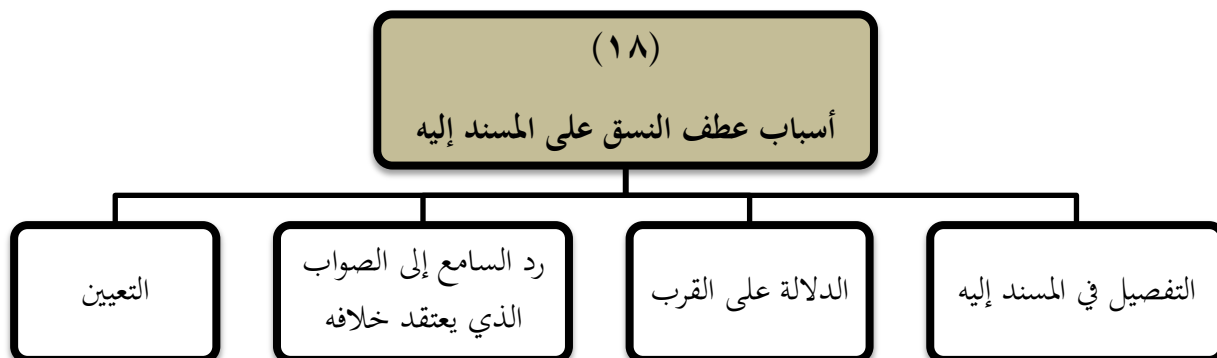 (١٨)
أسباب عطف النسق على المسند إليه
التفصيل في المسند إليه
الدلالة على القرب
رد السامع إلى الصواب
الذي يعتقد خلافه
التعيين